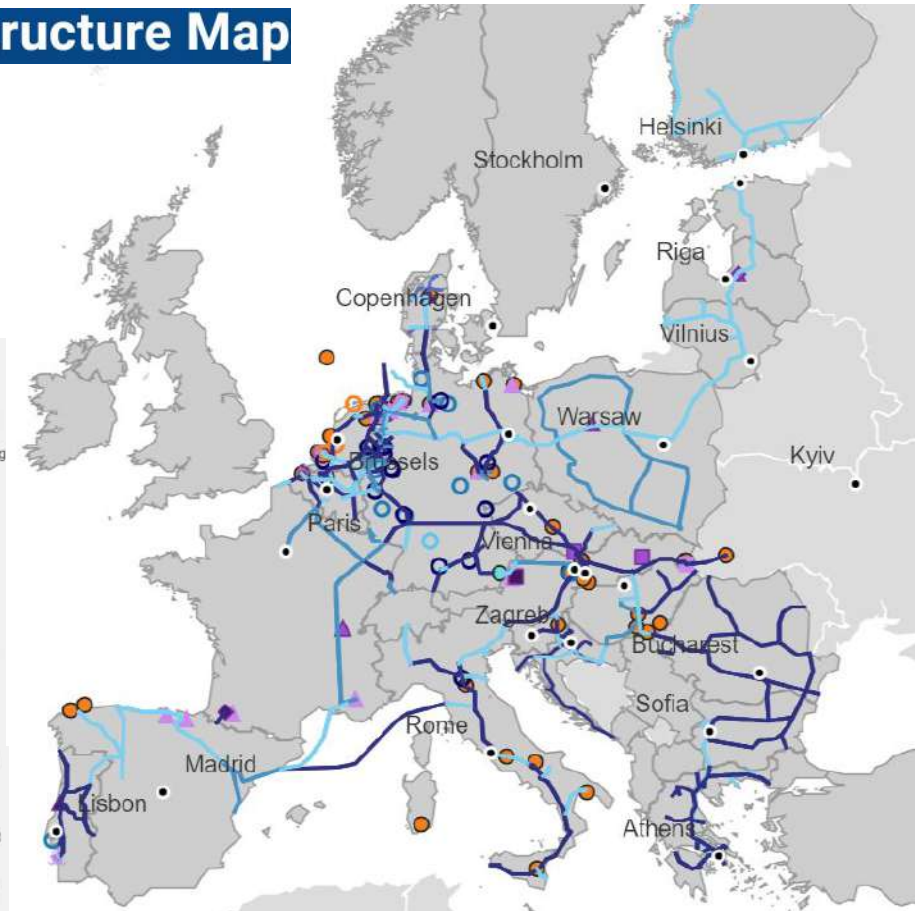 ructure Map
Helsinki
Stockholm
Riga
Copenhagen
Vilnius
Warsaw
Kyiv
Brussels
Paris
Vienna
Zagreb
Bucharest
Sofia
Rome
Madrid
Lisbon
Athens